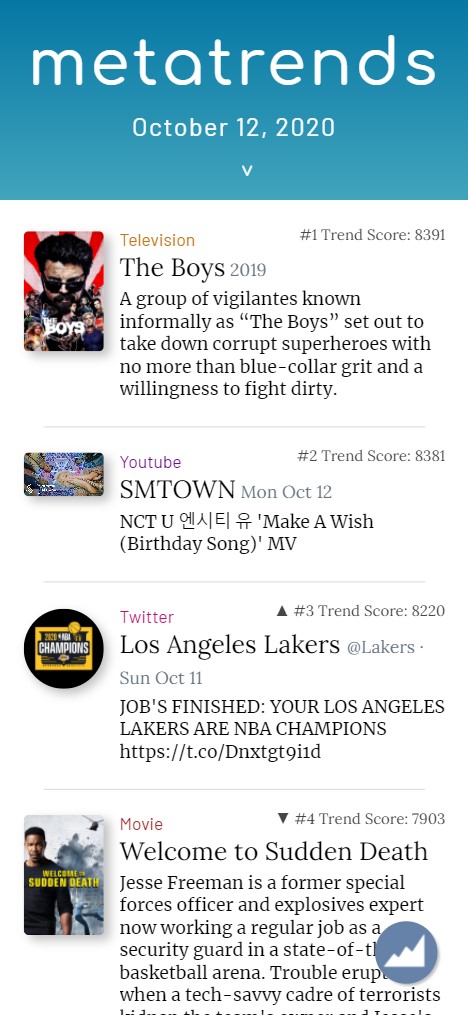 metatrends
October 12, 2020
v
#1 Trend Score: 8391
Television
The Boys 2019
A group of vigilantes known
informally as “The Boys” set out to
take down corrupt superheroes with
no more than blue-collar grit and a
willingness to fight dirty.
THE BOYS
#2 Trend Score: 8381
Youtube
SMTOWN Mon Oct 12
NCT U 엔시티 유 'Make A Wish
(Birthday Song)' MV
▲ #3 Trend Score: 8220
Twitter
Los Angeles Lakers @Lakers ·
Sun Oct 11
JOB'S FINISHED: YOUR LOS ANGELES
LAKERS ARE NBA CHAMPIONS
https://t.co/Dnxtgt9i1d
2020 NBA
CHAMPIONS
▼ #4 Trend Score: 7903
Movie
Welcome to Sudden Death
Jesse Freeman is a former special
forces officer and explosives expert
now working a regular job as a
security guard in a state-of-th
basketball arena. Trouble erup
when a tech-savvy cadre of terrorists
WELCOME TO
SUDDEN DEATH